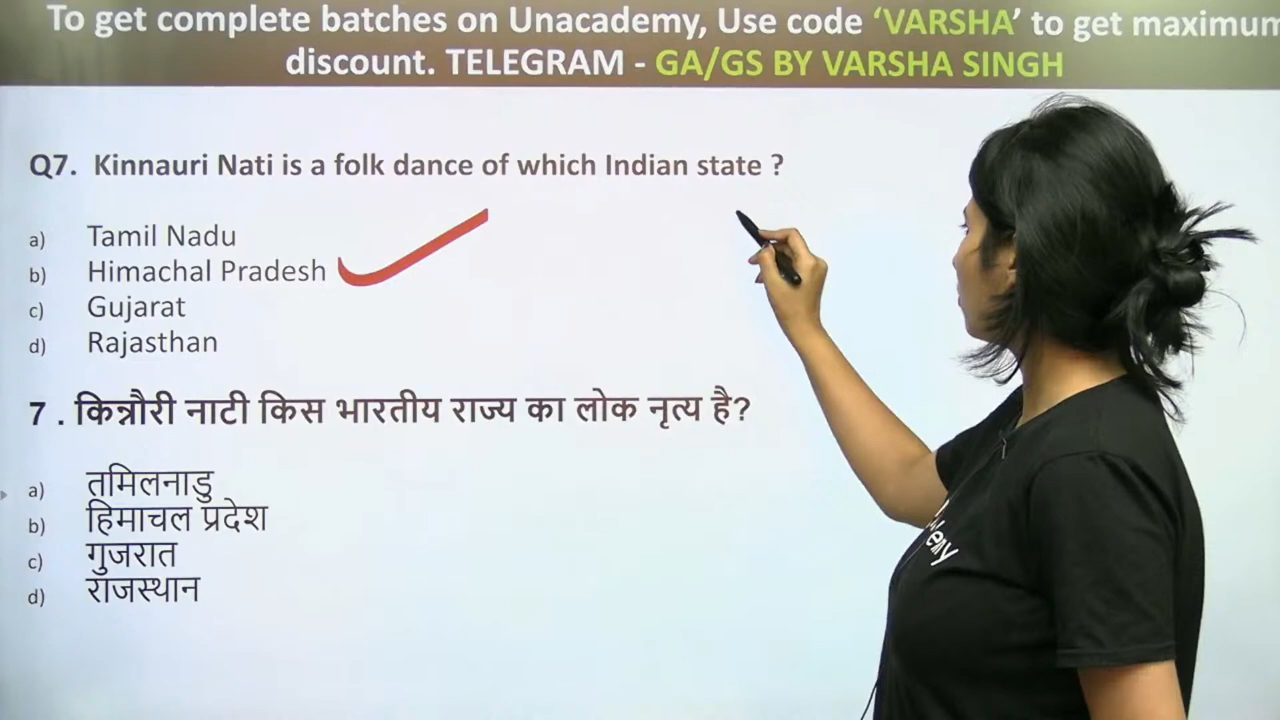 To get complete batches on Unacademy, Use code ‘VARSHA’ to get maximum
discount. TELEGRAM - GA/GS BY VARSHA SINGH
Q7. Kinnauri Nati is a folk dance of which Indian state ?
a) Tamil Nadu
b) Himachal Pradesh
c) Gujarat
d) Rajasthan
7 . किन्नौरी नाटी किस भारतीय राज्य का लोक नृत्य है?
a) तमिलनाडु
b) हिमाचल प्रदेश
c) गुजरात
d) राजस्थान